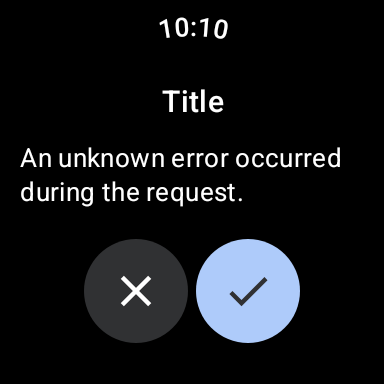 10:10
Title
An unknown error occurred
during the request.